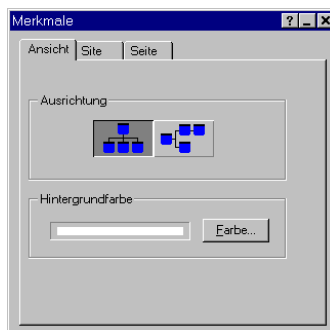 Merkmale
Ansicht Site Seite
Ausrichtung
Hintergrundfarbe
Farbe...